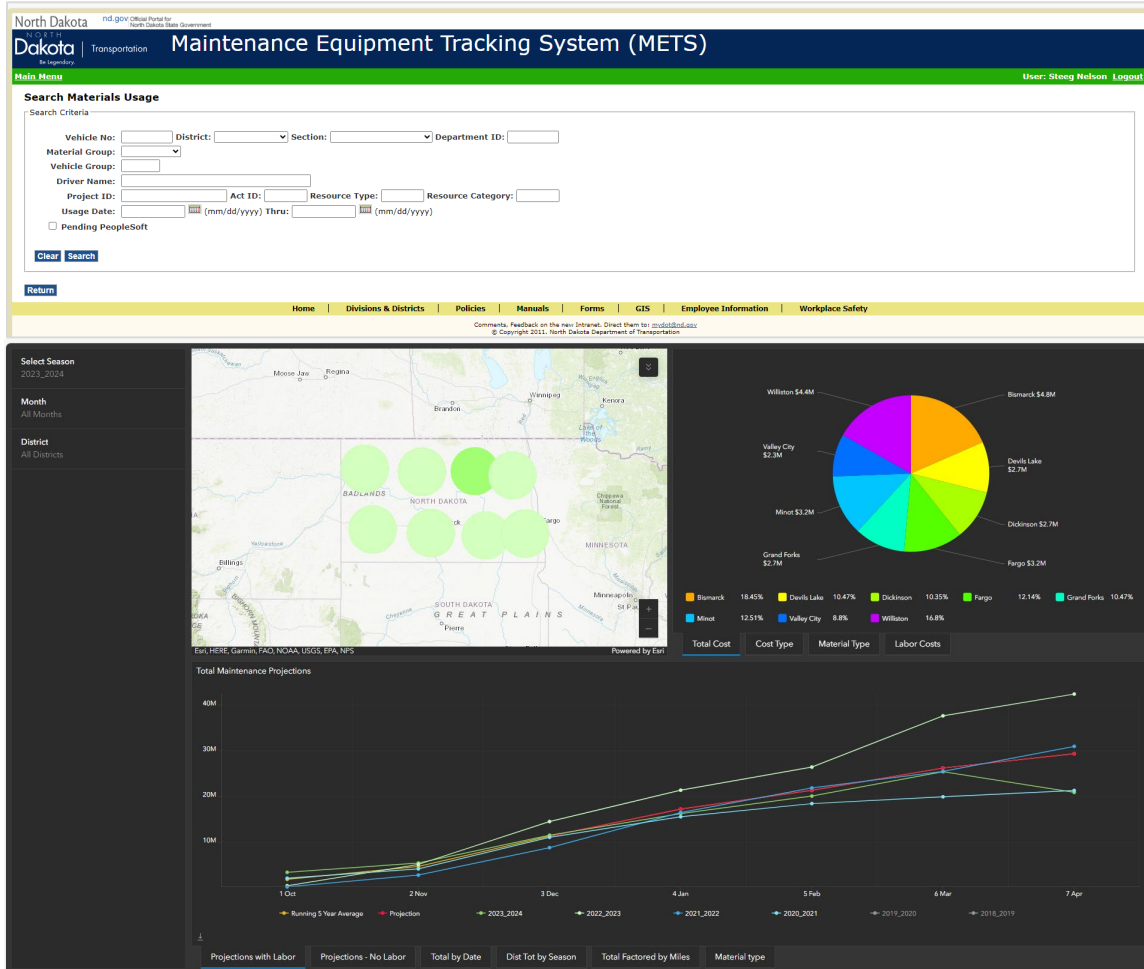 North Dakota nd.gov Official Portal for
North Dakota State Government
NORTH
Dakota | Transportation Maintenance Equipment Tracking System (METS)
Be Legendary.
Main Menu User: Steeg Nelson Logout
Search Materials Usage
Search Criteria
Vehicle No: District: Section: Department ID:
Material Group:
Vehicle Group:
Driver Name:
Project ID: Act ID: Resource Type: Resource Category:
Usage Date: (mm/dd/yyyy) Thru: (mm/dd/yyyy)
Pending PeopleSoft
Clear Search
Return
Home | Divisions & Districts | Policies | Manuals | Forms | GIS | Employee Information | Workplace Safety
Comments, Feedback on the new Intranet. Direct them to: mydot@nd.gov
© Copyright 2011. North Dakota Department of Transportation
Select Season
2023_2024
Month
All Months
District
All Districts
Moose Jaw
Regina
Winnipeg
Brandon
Kenora
Red
Lake of
the
Woods
BADLANDS
NORTH DAKOTA
Chippewa
National
Forest
ck
argo
Yellowstone
MINNESOTA
Billings
BIGHORN MOUNTA
Minneapolis
St Pau
SOUTH DAKOTA
GREAT PLAINS
Cheyenne
Minnesota
Pierre
Esri, HERE, Garmin, FAO, NOAA, USGS, EPA, NPS Powered by Esri
Williston $4.4M
Bismarck $4.8M
Valley City
$2.3M
Devils Lake
$2.7M
Minot $3.2M
Dickinson $2.7M
Grand Forks
$2.7M
Fargo $3.2M
Bismarck 18.45% Devils Lake 10.47% Dickinson 10.35% Fargo 12.14% Grand Forks 10.47%
Minot 12.51% Valley City 8.8% Williston 16.8%
Total Cost Cost Type Material Type Labor Costs
Total Maintenance Projections
40M
30M
20M
10M
1 Oct 2 Nov 3 Dec 4 Jan 5 Feb 6 Mar 7 Apr
Running 5 Year Average Projection 2023_2024 2022_2023 2021_2022 2020_2021 2019_2020 2018_2019
Projections with Labor Projections - No Labor Total by Date Dist Tot by Season Total Factored by Miles Material type